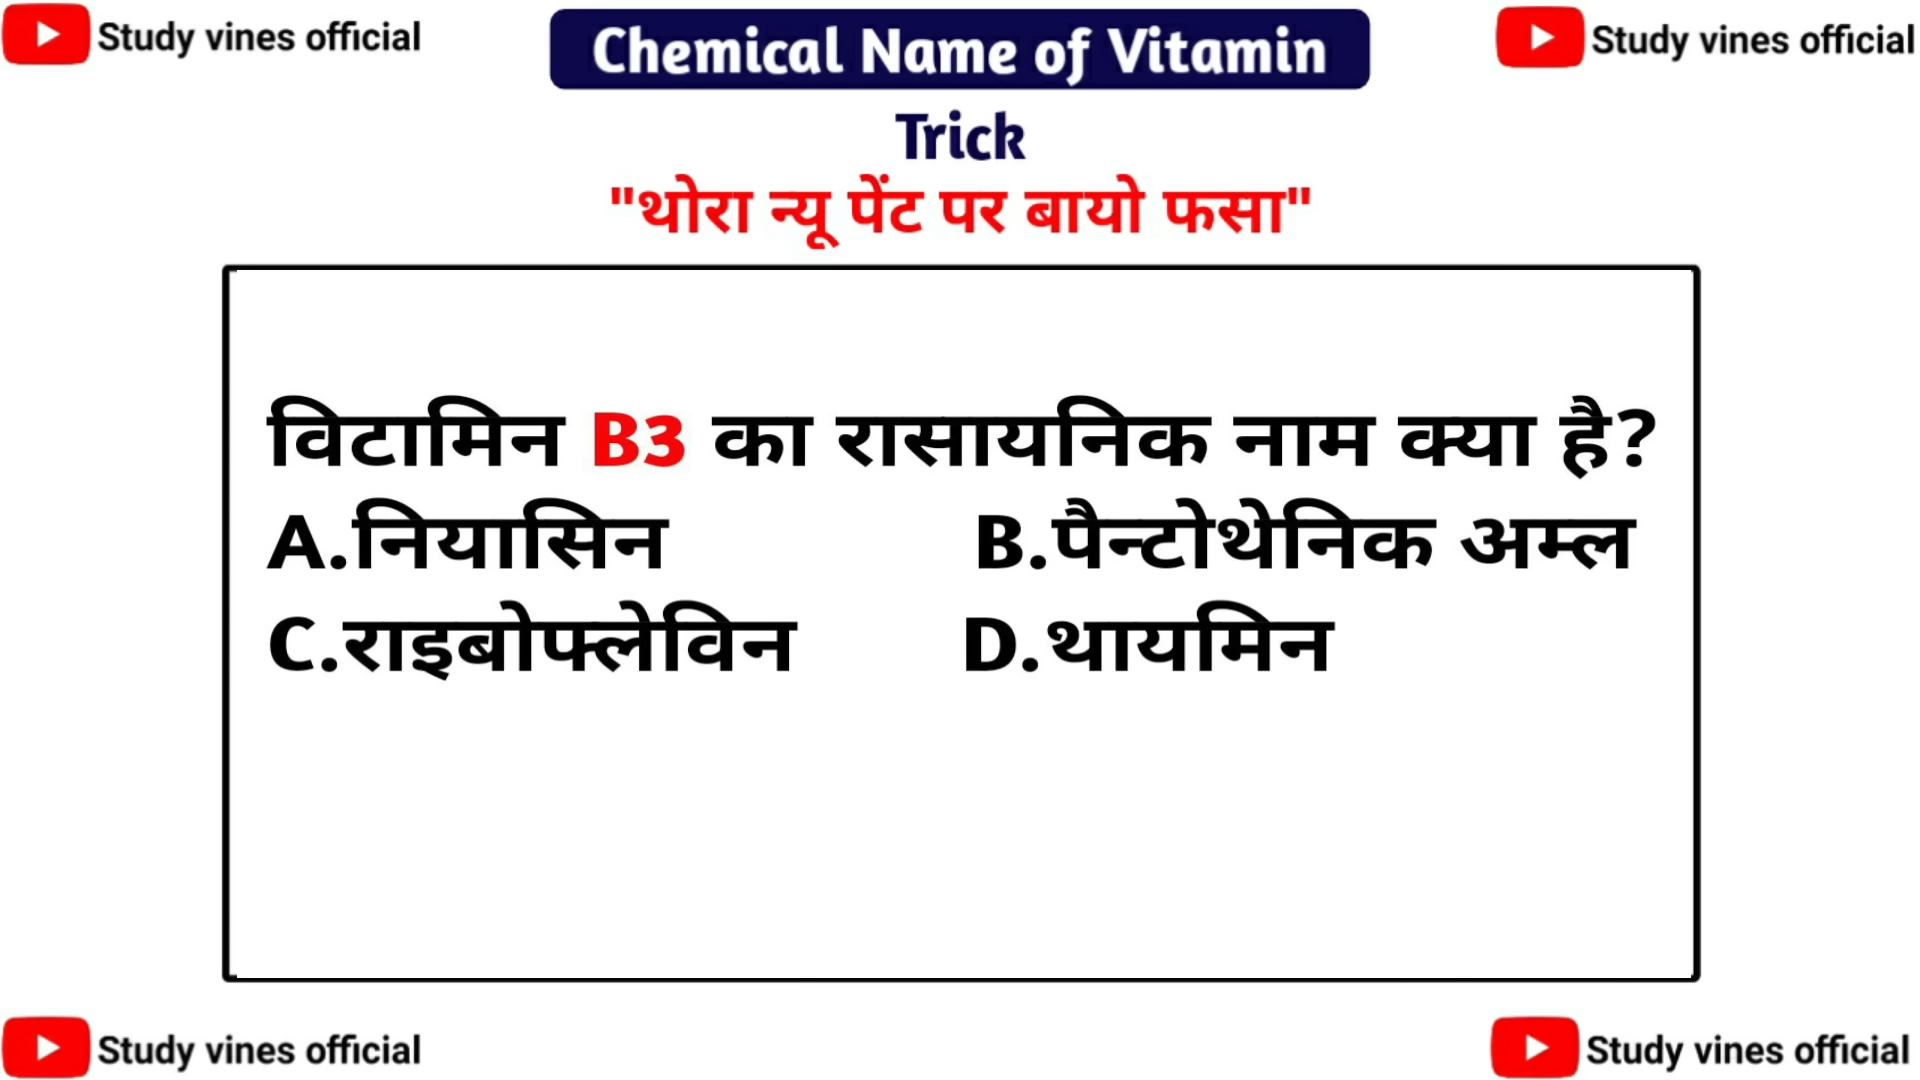 Study vines official
Chemical Name of Vitamin
Study vines official
Trick
"थोरा न्यू पेंट पर बायो फसा"
विटामिन B3 का रासायनिक नाम क्या है?
A.नियासिन B.पैन्टोथेनिक अम्ल
C.राइबोफ्लेविन D.थायमिन
Study vines official
Study vines official